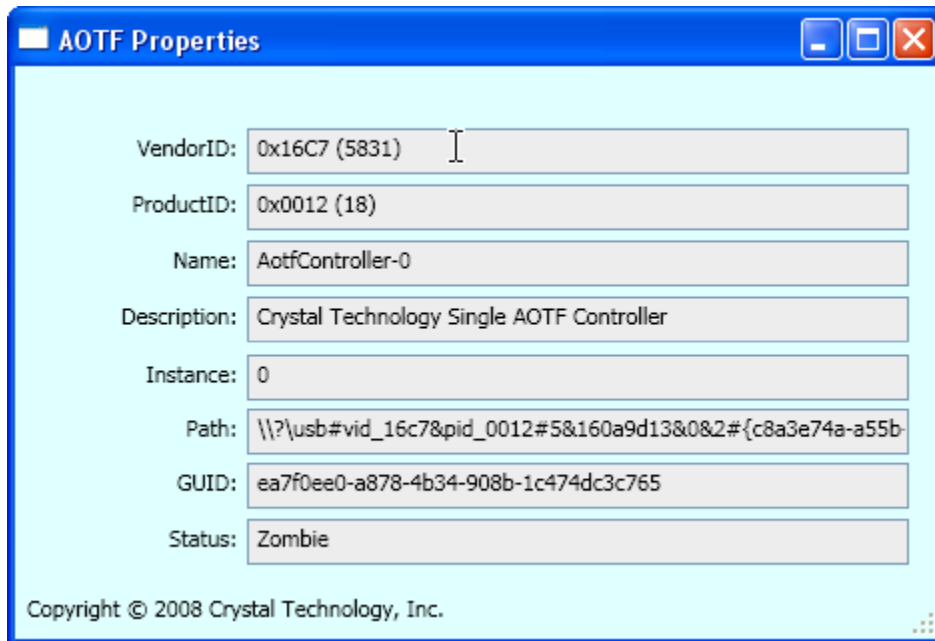 AOTF Properties
VendorID: 0x16C7 (5831)
ProductID: 0x0012 (18)
Name: AotfController-0
Description: Crystal Technology Single AOTF Controller
Instance: 0
Path: \\?\usb#vid_16c7&pid_0012#5&160a9d13&0&2#{c8a3e74a-a55b-
GUID: ea7f0ee0-a878-4b34-908b-1c474dc3c765
Status: Zombie
Copyright © 2008 Crystal Technology, Inc.